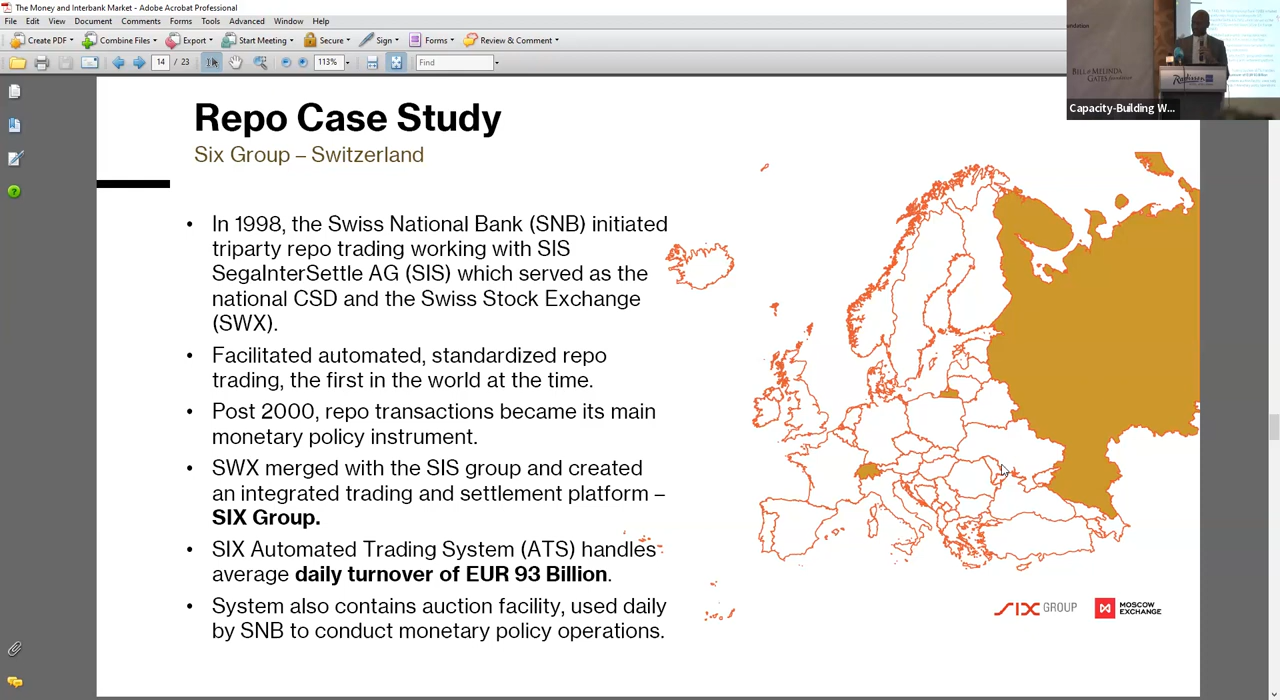 The Money and Interbank Market - Adobe Acrobat Professional
File Edit View Document Comments Forms Tools Advanced Window Help
Create PDF Combine Files Export Start Meeting Secure Sign Forms Review & Comment
14 / 23 113% Find
BILL & MELINDA
GATES foundation
Radisson
Capacity-Building W...
Repo Case Study
Six Group – Switzerland
• In 1998, the Swiss National Bank (SNB) initiated
triparty repo trading working with SIS
SegaInterSettle AG (SIS) which served as the
national CSD and the Swiss Stock Exchange
(SWX).
• Facilitated automated, standardized repo
trading, the first in the world at the time.
• Post 2000, repo transactions became its main
monetary policy instrument.
• SWX merged with the SIS group and created
an integrated trading and settlement platform –
SIX Group.
• SIX Automated Trading System (ATS) handles
average daily turnover of EUR 93 Billion.
• System also contains auction facility, used daily
by SNB to conduct monetary policy operations.
SIX GROUP
MOSCOW
EXCHANGE